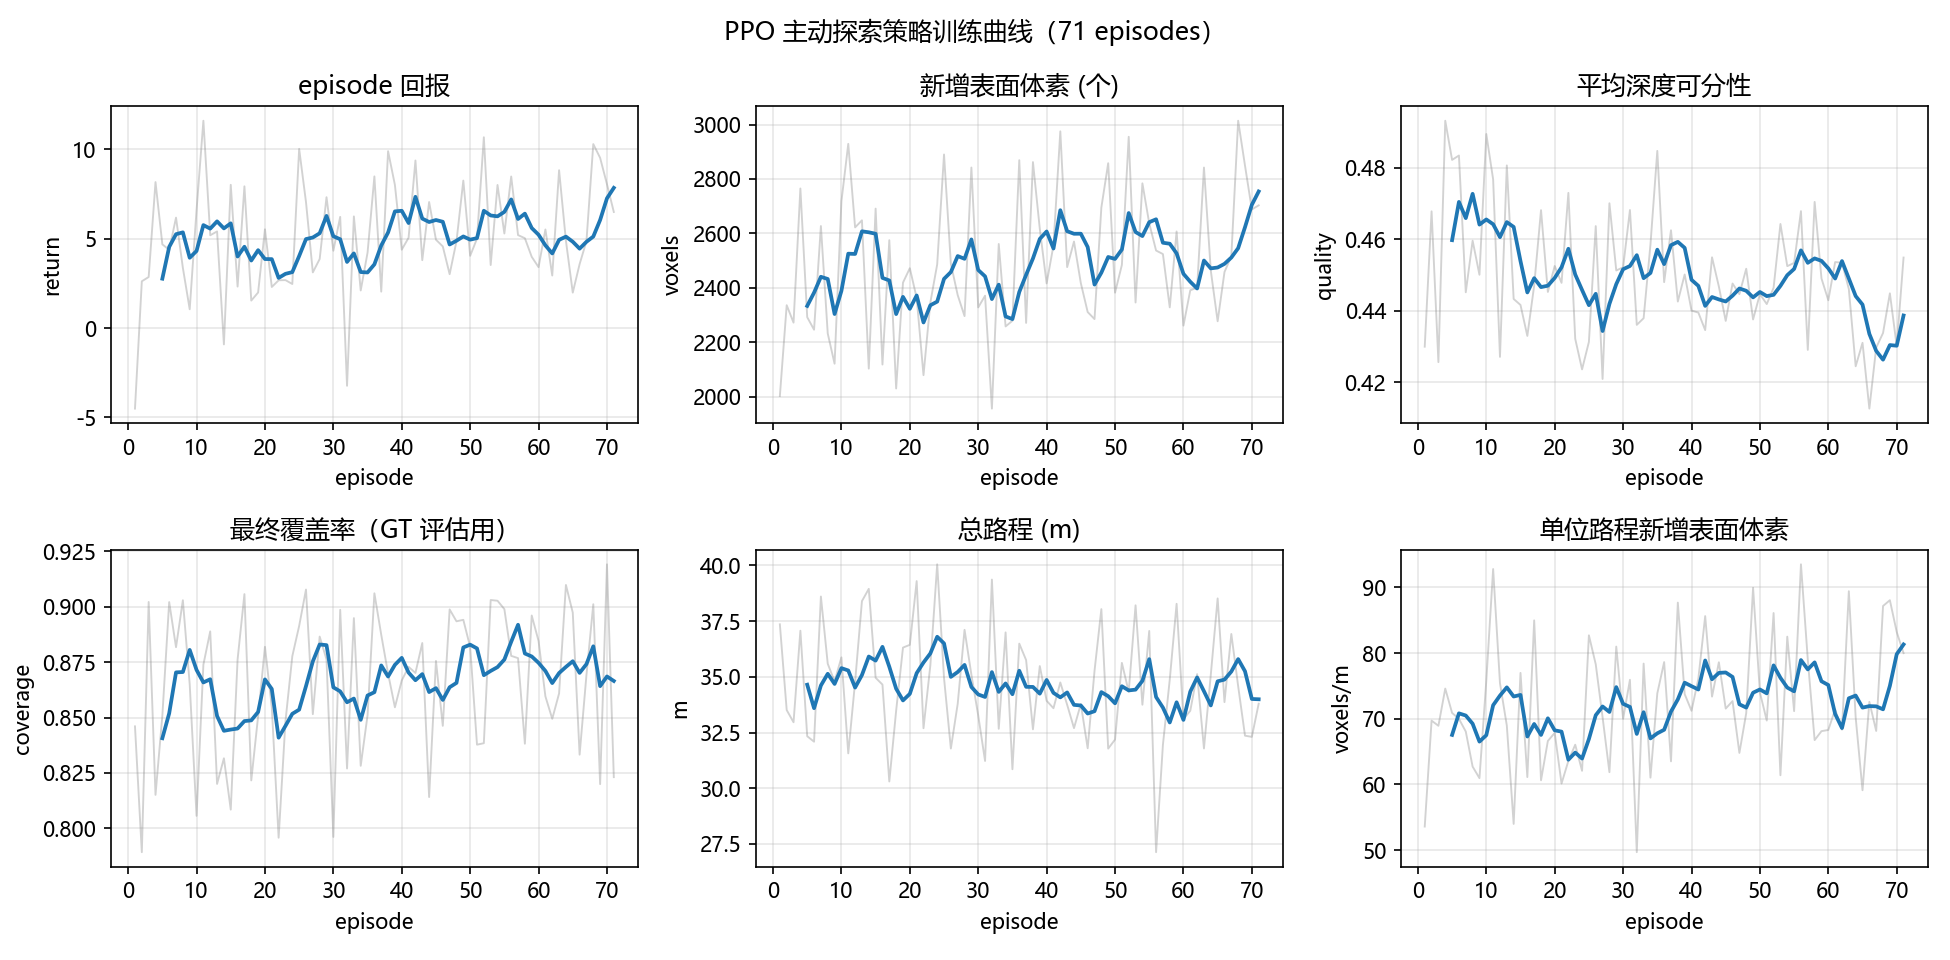 PPO 主动探索策略训练曲线（71 episodes）
episode 回报
return
10
5
0
-5
0 10 20 30 40 50 60 70
episode
新增表面体素 (个)
voxels
3000
2800
2600
2400
2200
2000
0 10 20 30 40 50 60 70
episode
平均深度可分性
quality
0.48
0.46
0.44
0.42
0 10 20 30 40 50 60 70
episode
最终覆盖率（GT 评估用）
coverage
0.925
0.900
0.875
0.850
0.825
0.800
0 10 20 30 40 50 60 70
episode
总路程 (m)
m
40.0
37.5
35.0
32.5
30.0
27.5
0 10 20 30 40 50 60 70
episode
单位路程新增表面体素
voxels/m
90
80
70
60
50
0 10 20 30 40 50 60 70
episode